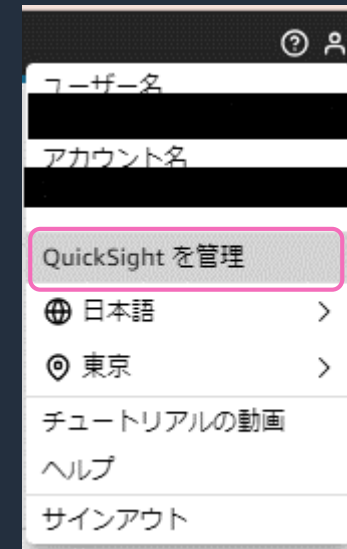 ユーザー名
アカウント名
QuickSight を管理
日本語
東京
チュートリアルの動画
ヘルプ
サインアウト